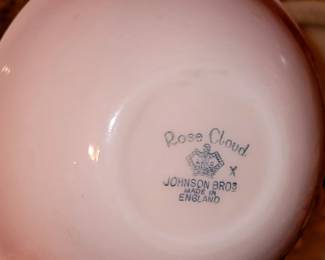 Rose Cloud
X
JOHNSON BROS
MADE IN
ENGLAND